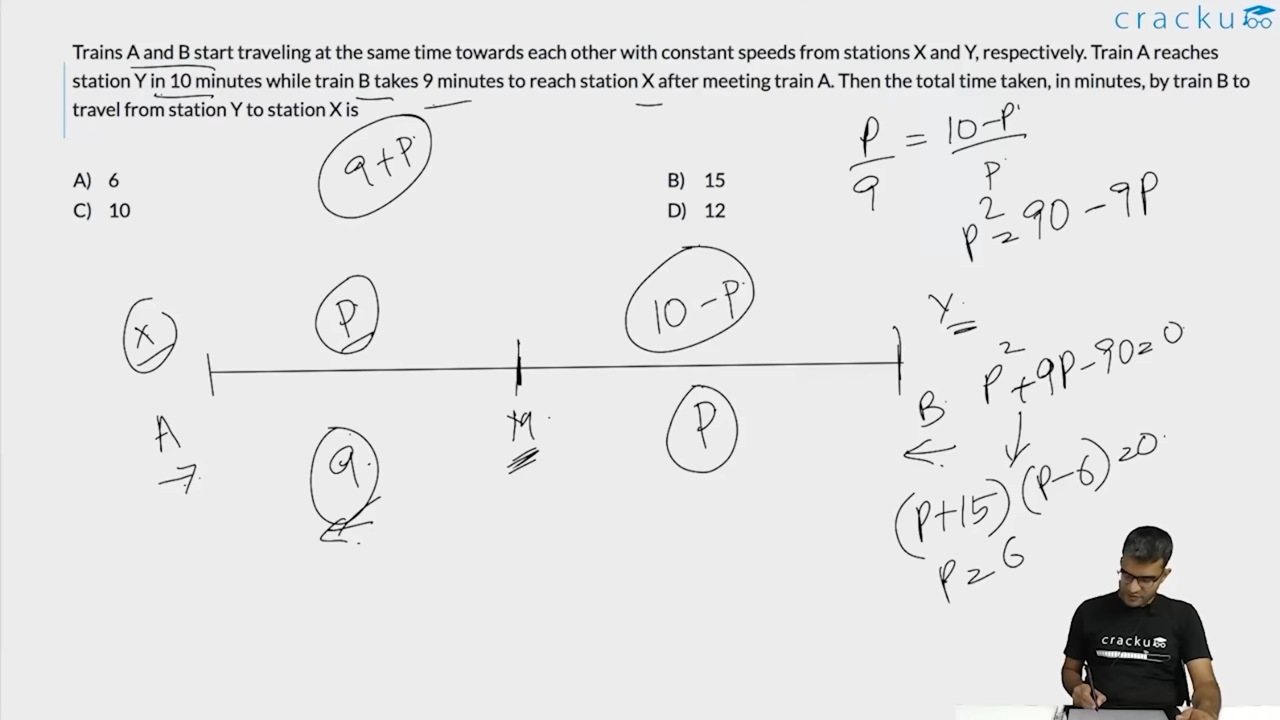 cracku
Trains A and B start traveling at the same time towards each other with constant speeds from stations X and Y, respectively. Train A reaches
station Y in 10 minutes while train B takes 9 minutes to reach station X after meeting train A. Then the total time taken, in minutes, by train B to
travel from station Y to station X is
9+P
P/9 = 10-P/P
A) 6
B) 15
C) 10
D) 12
P²=90-9P
X
P
10-P
Y
P²+9P-90=0
A
M
B
9
P
(P+15)(P-6)=0
P=6
cracku